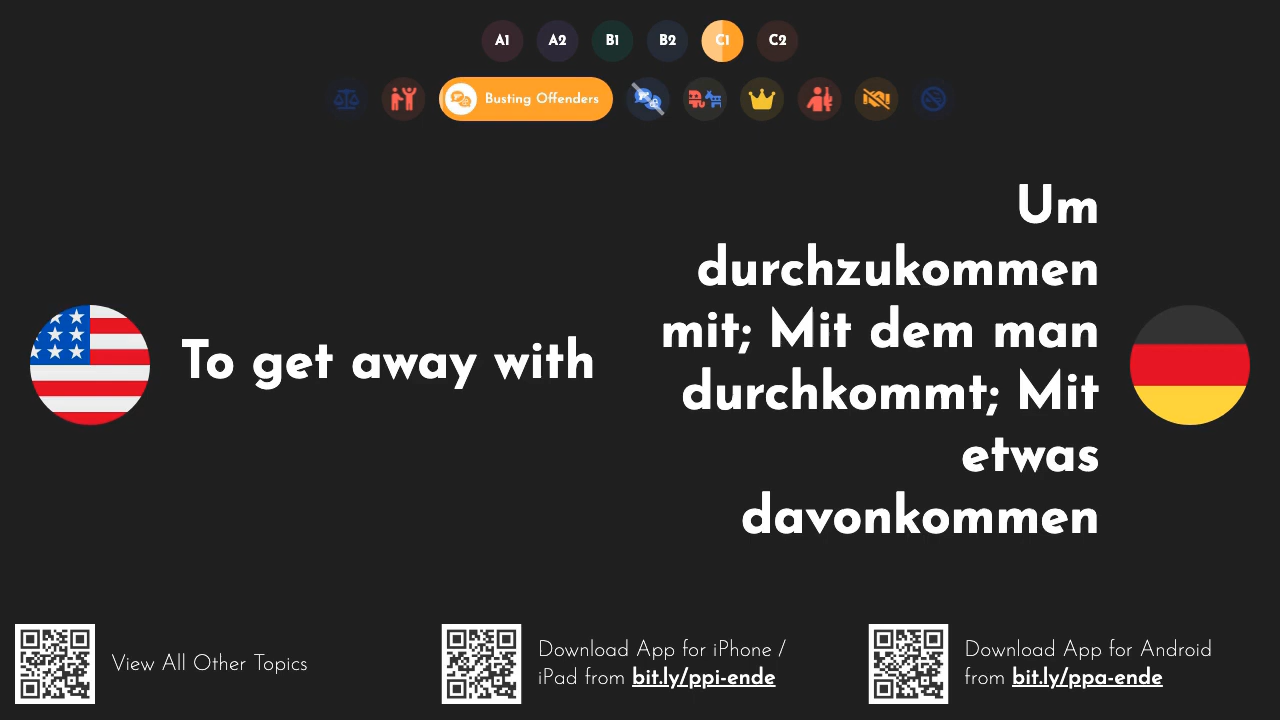 A1 A2 B1 B2 C1 C2
Busting Offenders
To get away with
Um
durchzukommen
mit; Mit dem man
durchkommt; Mit
etwas
davonkommen
View All Other Topics
Download App for iPhone /
iPad from bit.ly/ppi-ende
Download App for Android
from bit.ly/ppa-ende